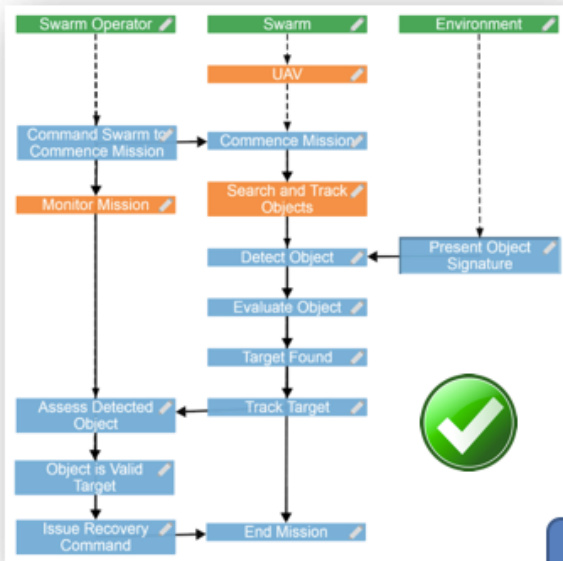 Swarm Operator
Swarm
Environment
UAV
Command Swarm to
Commence Mission
Commence Mission
Monitor Mission
Search and Track
Objects
Detect Object
Present Object
Signature
Evaluate Object
Target Found
Assess Detected
Object
Track Target
Object is Valid
Target
Issue Recovery
Command
End Mission